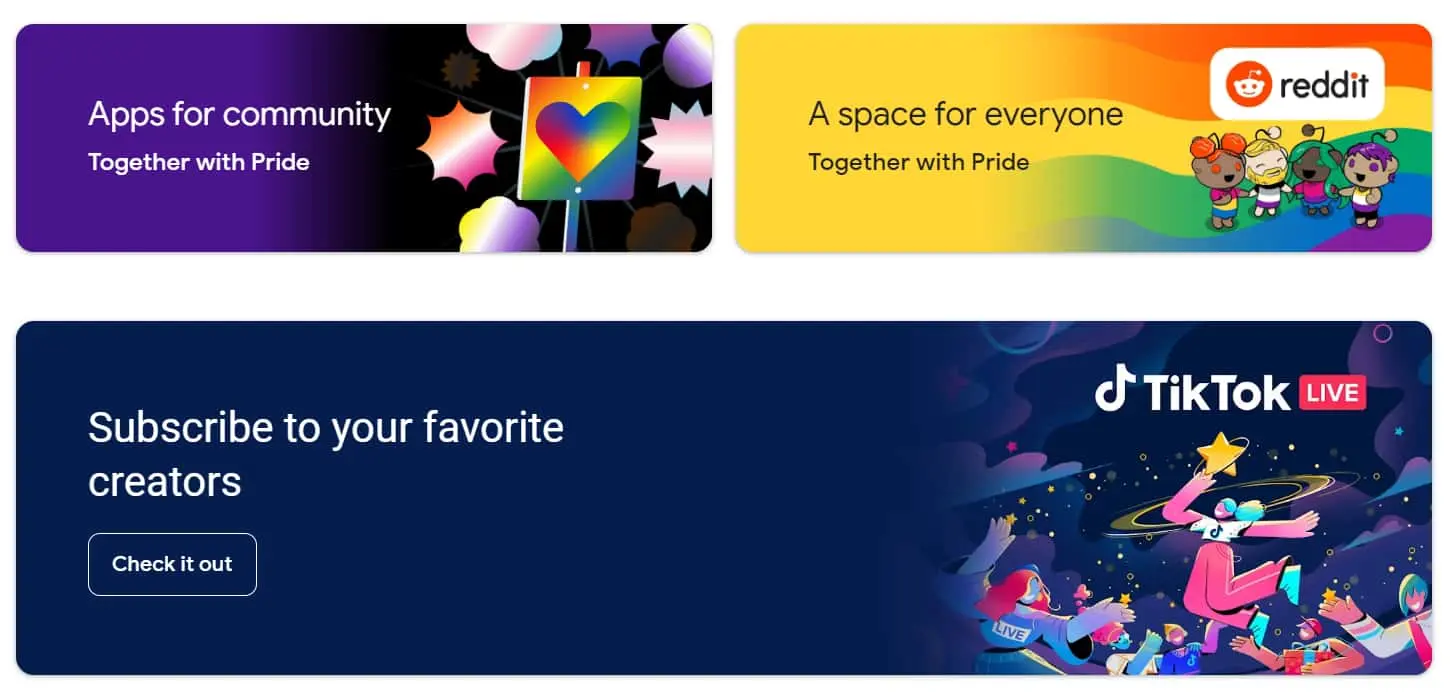 Apps for community
Together with Pride
A space for everyone
Together with Pride
reddit
Subscribe to your favorite
creators
Check it out
TikTok LIVE
LIVE